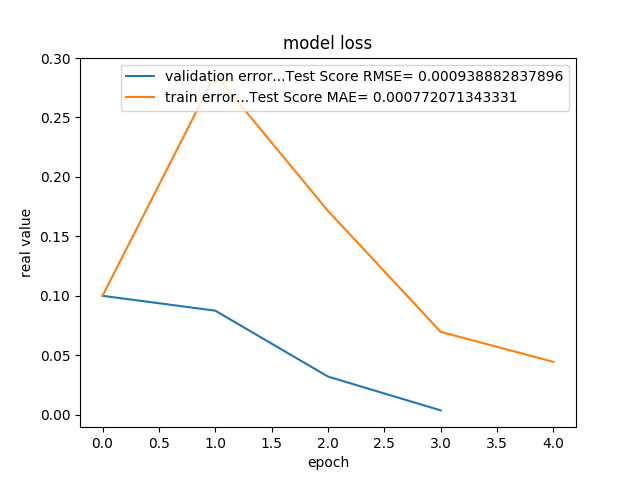 model loss
validation error...Test Score RMSE= 0.000938882837896
train error...Test Score MAE= 0.000772071343331
0.30
0.25
0.20
0.15
0.10
0.05
0.00
real value
0.0 0.5 1.0 1.5 2.0 2.5 3.0 3.5 4.0
epoch